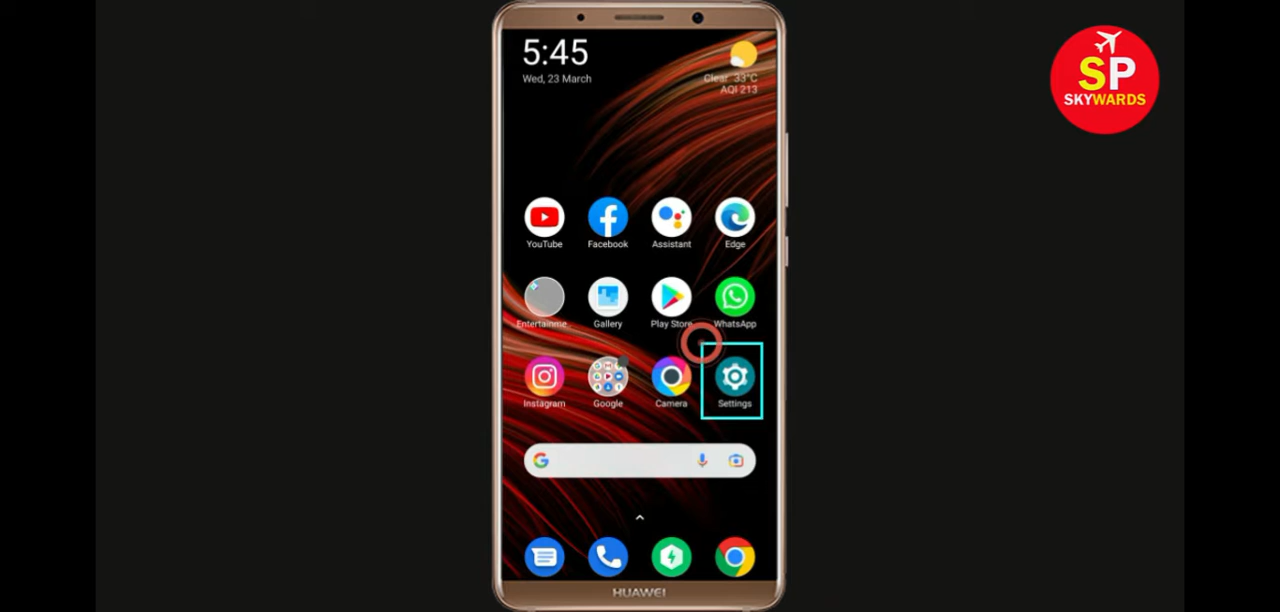 5:45
Wed, 23 March
Clear 33°C
AQI 213
SP
SKYWARDS
YouTube
Facebook
Assistant
Edge
Entertainme...
Gallery
Play Store
WhatsApp
Instagram
Google
Camera
Settings
HUAWEI